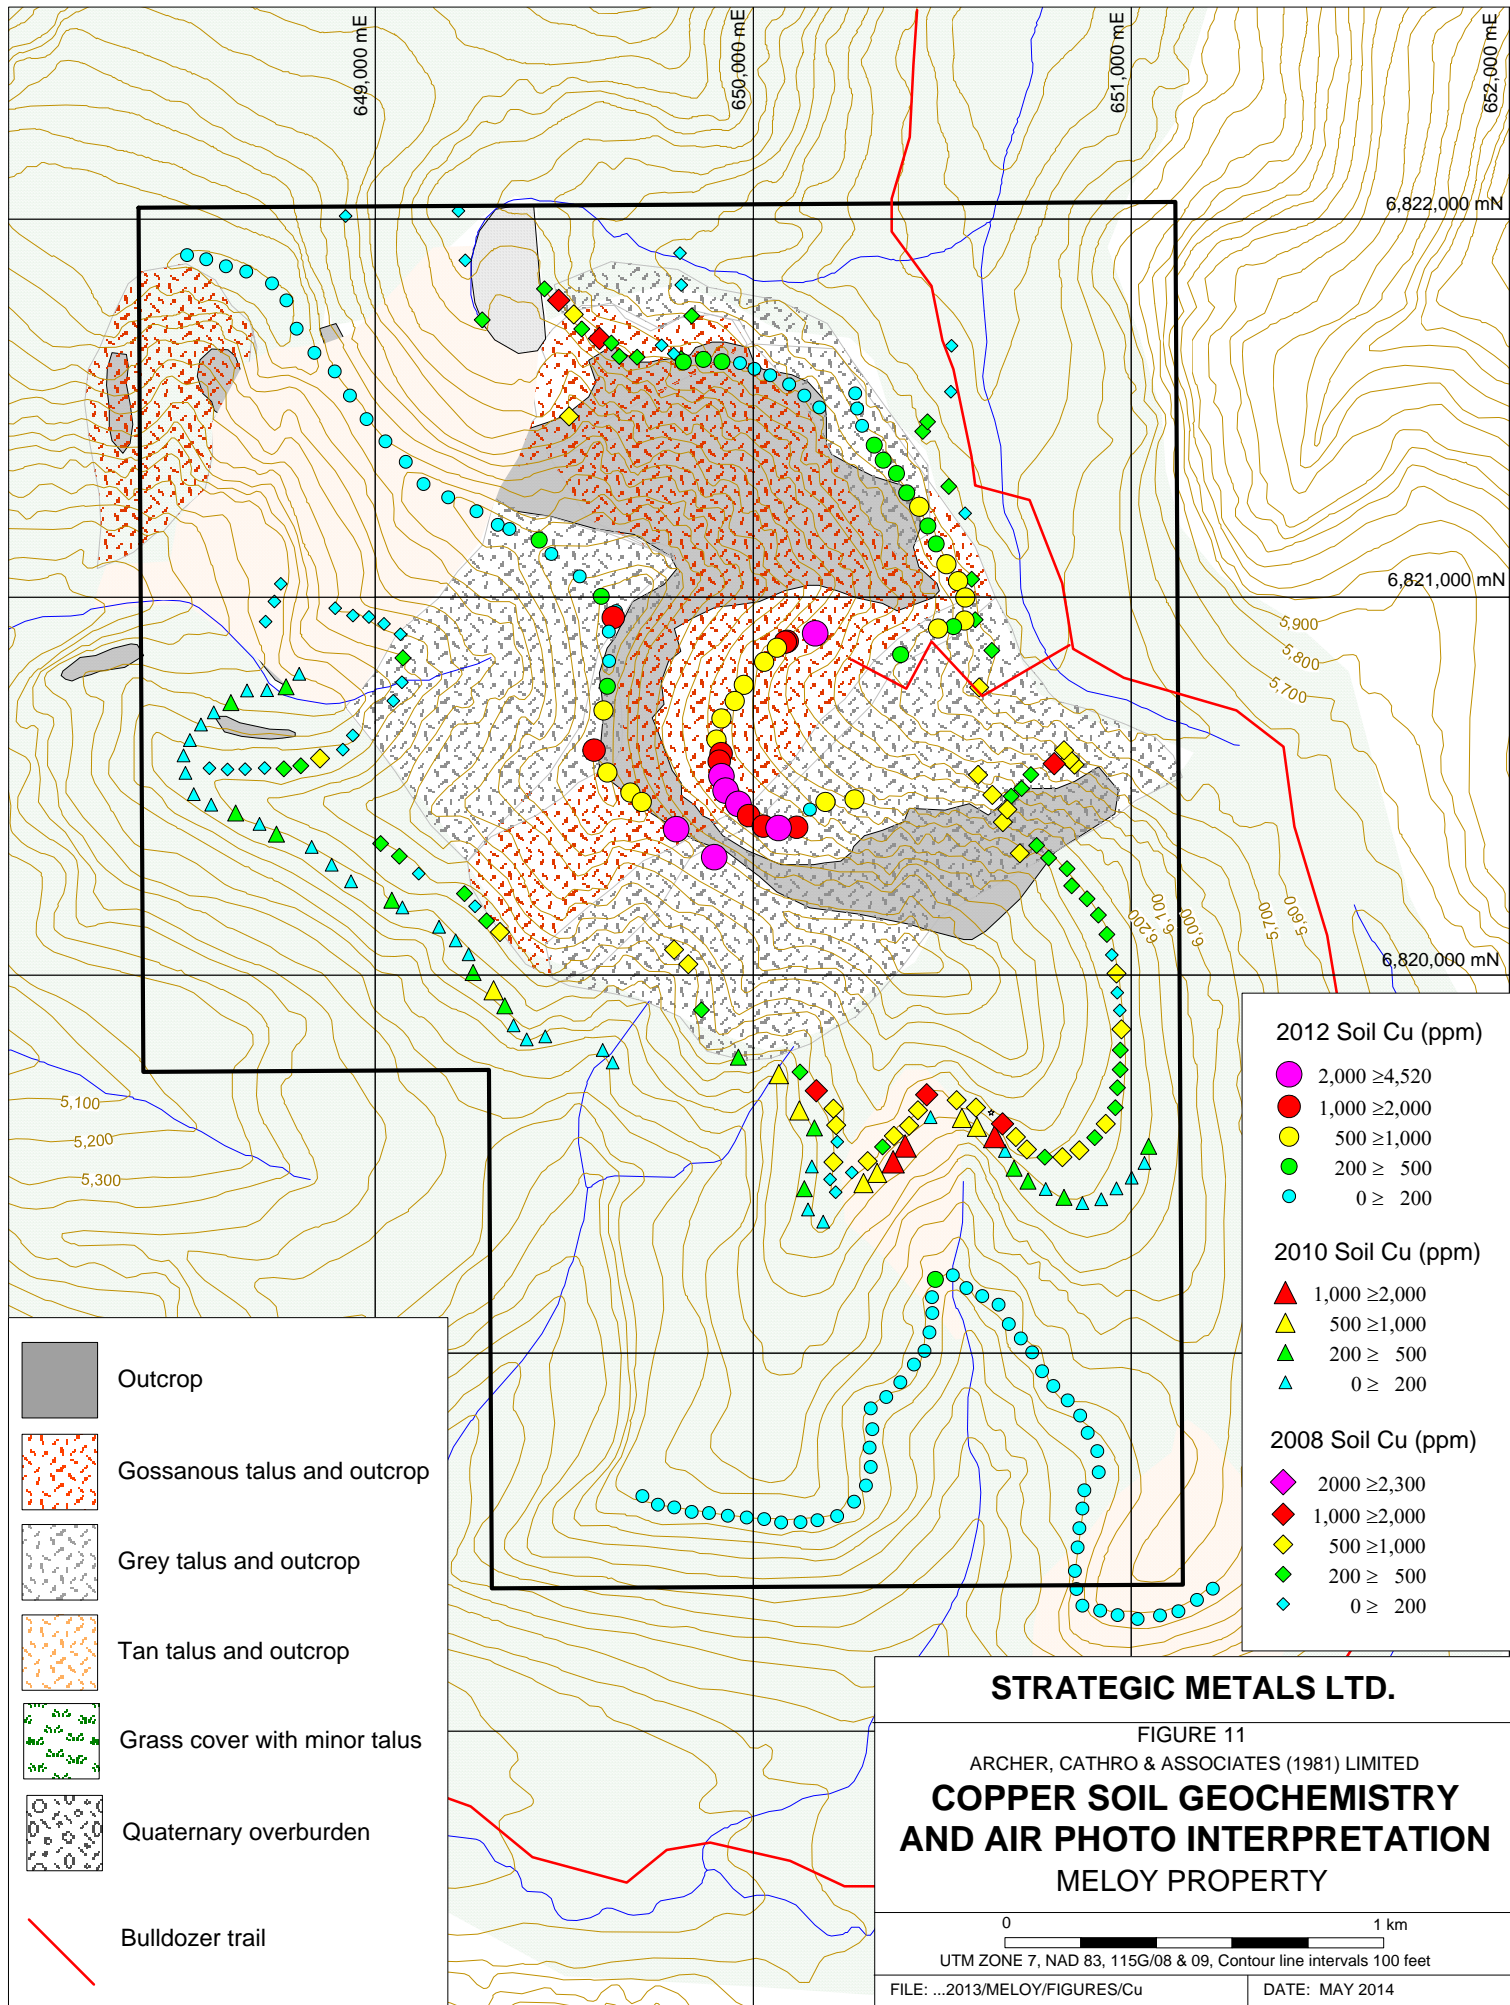 649,000 mE
650,000 mE
651,000 mE
652,000 mE
6,822,000 mN
6,821,000 mN
5,900
5,800
5,700
6,200
6,100
6,000
5,700
5,600
6,820,000 mN
5,100
5,200
5,300
2012 Soil Cu (ppm)
2,000 ≥4,520
1,000 ≥2,000
500 ≥1,000
200 ≥ 500
0 ≥ 200
2010 Soil Cu (ppm)
1,000 ≥2,000
500 ≥1,000
200 ≥ 500
0 ≥ 200
2008 Soil Cu (ppm)
2000 ≥2,300
1,000 ≥2,000
500 ≥1,000
200 ≥ 500
0 ≥ 200
Outcrop
Gossanous talus and outcrop
Grey talus and outcrop
Tan talus and outcrop
Grass cover with minor talus
Quaternary overburden
Bulldozer trail
STRATEGIC METALS LTD.
FIGURE 11
ARCHER, CATHRO & ASSOCIATES (1981) LIMITED
COPPER SOIL GEOCHEMISTRY
AND AIR PHOTO INTERPRETATION
MELOY PROPERTY
0 1 km
UTM ZONE 7, NAD 83, 115G/08 & 09, Contour line intervals 100 feet
FILE: ...2013/MELOY/FIGURES/Cu DATE: MAY 2014